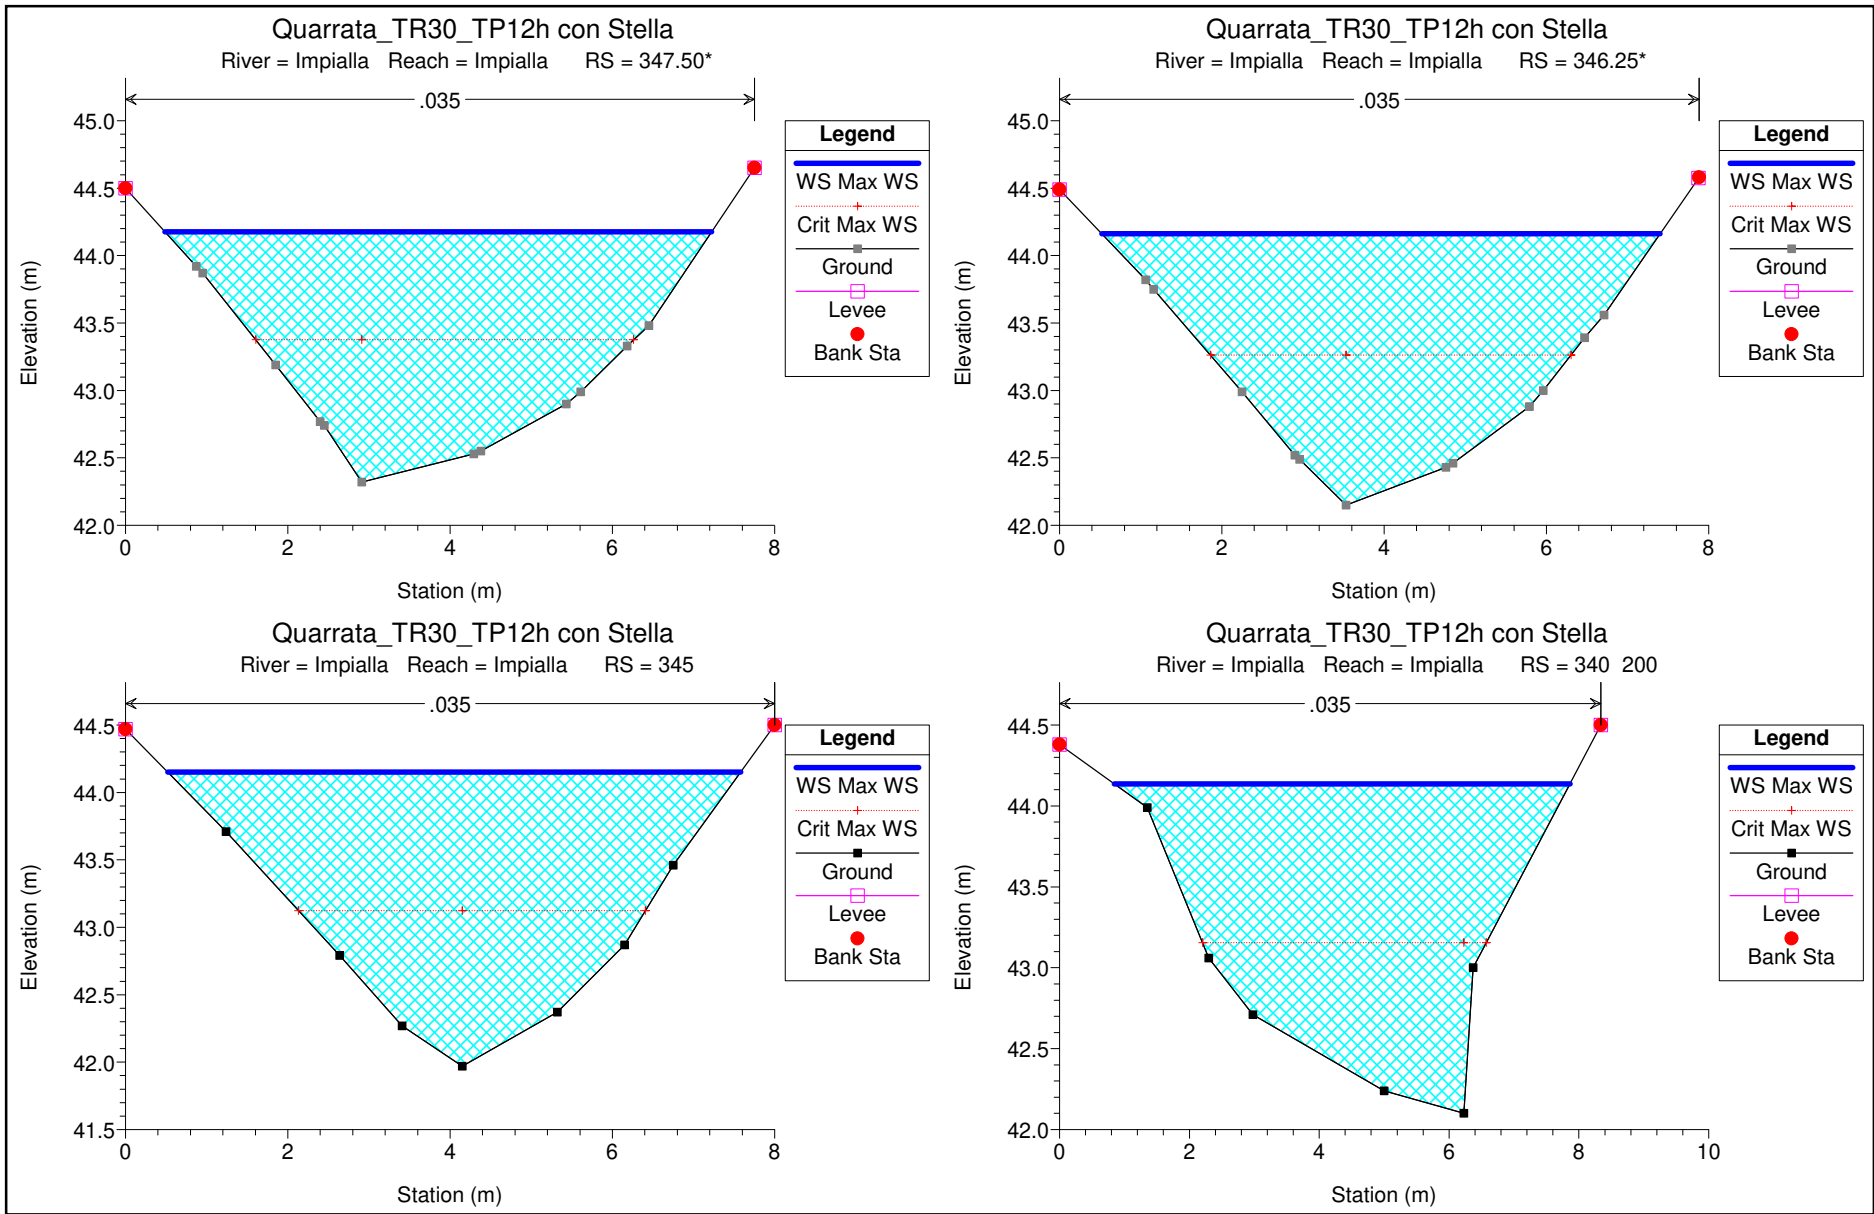 Quarrata_TR30_TP12h con Stella
River = Impialla Reach = Impialla RS = 347.50*
.035
45.0
44.5
44.0
43.5
43.0
42.5
42.0
0 2 4 6 8
Station (m)
Elevation (m)
Legend
WS Max WS
Crit Max WS
Ground
Levee
Bank Sta
Quarrata_TR30_TP12h con Stella
River = Impialla Reach = Impialla RS = 346.25*
.035
45.0
44.5
44.0
43.5
43.0
42.5
42.0
0 2 4 6 8
Station (m)
Elevation (m)
Legend
WS Max WS
Crit Max WS
Ground
Levee
Bank Sta
Quarrata_TR30_TP12h con Stella
River = Impialla Reach = Impialla RS = 345
.035
44.5
44.0
43.5
43.0
42.5
42.0
41.5
0 2 4 6 8
Station (m)
Elevation (m)
Legend
WS Max WS
Crit Max WS
Ground
Levee
Bank Sta
Quarrata_TR30_TP12h con Stella
River = Impialla Reach = Impialla RS = 340 200
.035
44.5
44.0
43.5
43.0
42.5
42.0
0 2 4 6 8 10
Station (m)
Elevation (m)
Legend
WS Max WS
Crit Max WS
Ground
Levee
Bank Sta